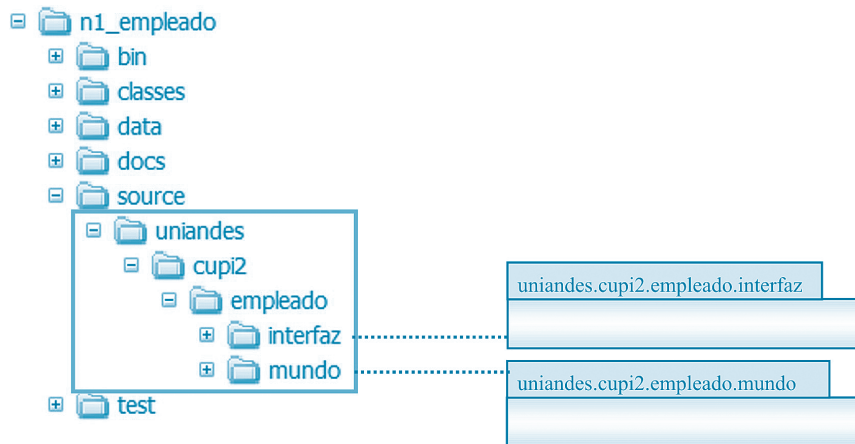 n1_empleado
bin
classes
data
docs
source
uniandes
cupi2
empleado
interfaz
mundo
test
uniandes.cupi2.empleado.interfaz
uniandes.cupi2.empleado.mundo